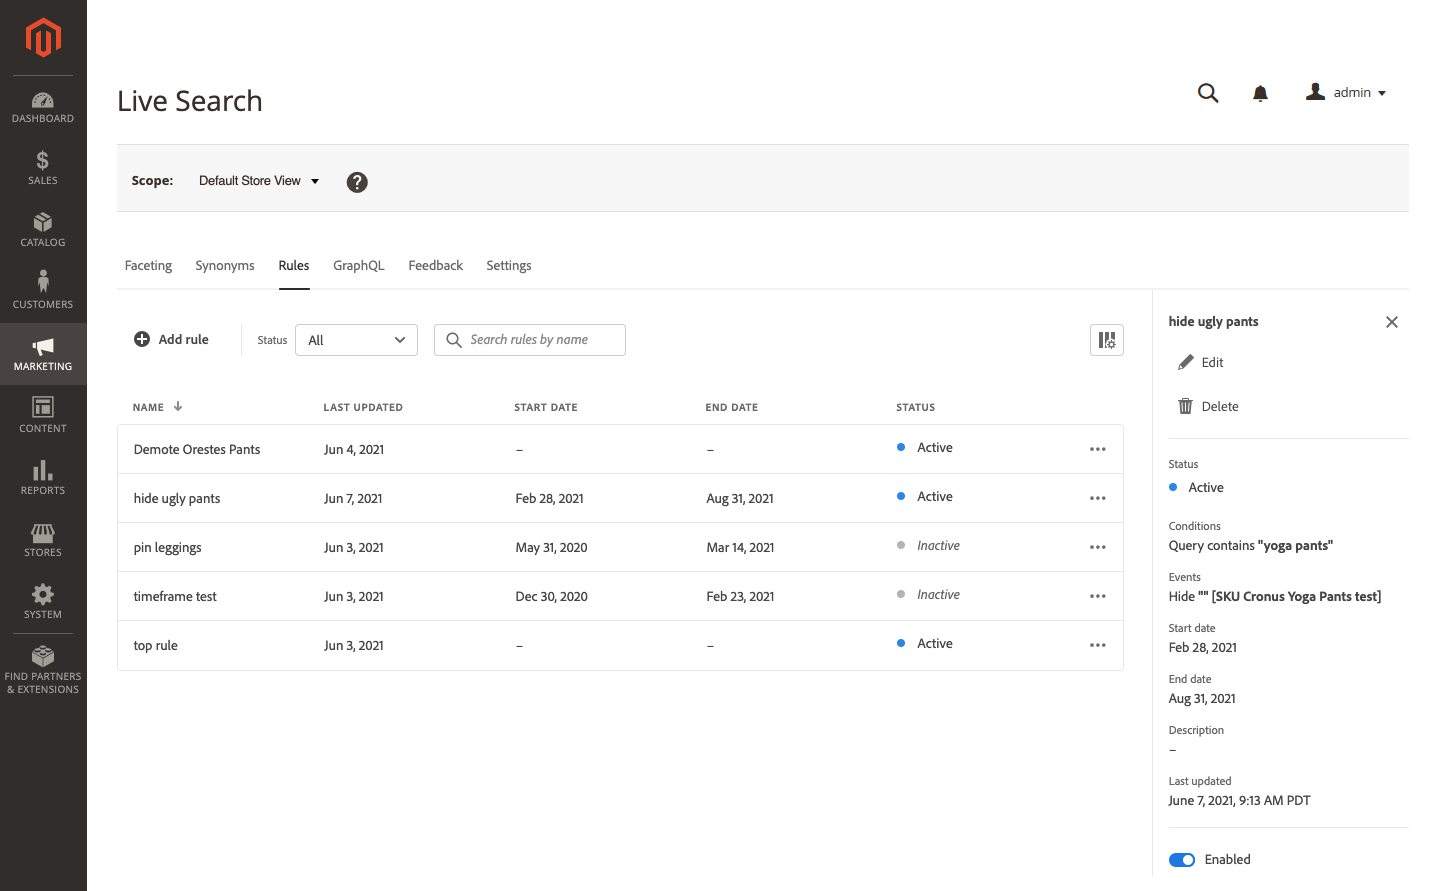 Live Search
admin
Scope: Default Store View ?
DASHBOARD
$
SALES
CATALOG
CUSTOMERS
MARKETING
CONTENT
REPORTS
STORES
SYSTEM
FIND PARTNERS
& EXTENSIONS
Faceting Synonyms Rules GraphQL Feedback Settings
Add rule Status All Search rules by name
NAME LAST UPDATED START DATE END DATE STATUS
Demote Orestes Pants Jun 4, 2021 – – Active
hide ugly pants Jun 7, 2021 Feb 28, 2021 Aug 31, 2021 Active
pin leggings Jun 3, 2021 May 31, 2020 Mar 14, 2021 Inactive
timeframe test Jun 3, 2021 Dec 30, 2020 Feb 23, 2021 Inactive
top rule Jun 3, 2021 – – Active
hide ugly pants
Edit
Delete
Status
Active
Conditions
Query contains "yoga pants"
Events
Hide "" [SKU Cronus Yoga Pants test]
Start date
Feb 28, 2021
End date
Aug 31, 2021
Description
–
Last updated
June 7, 2021, 9:13 AM PDT
Enabled